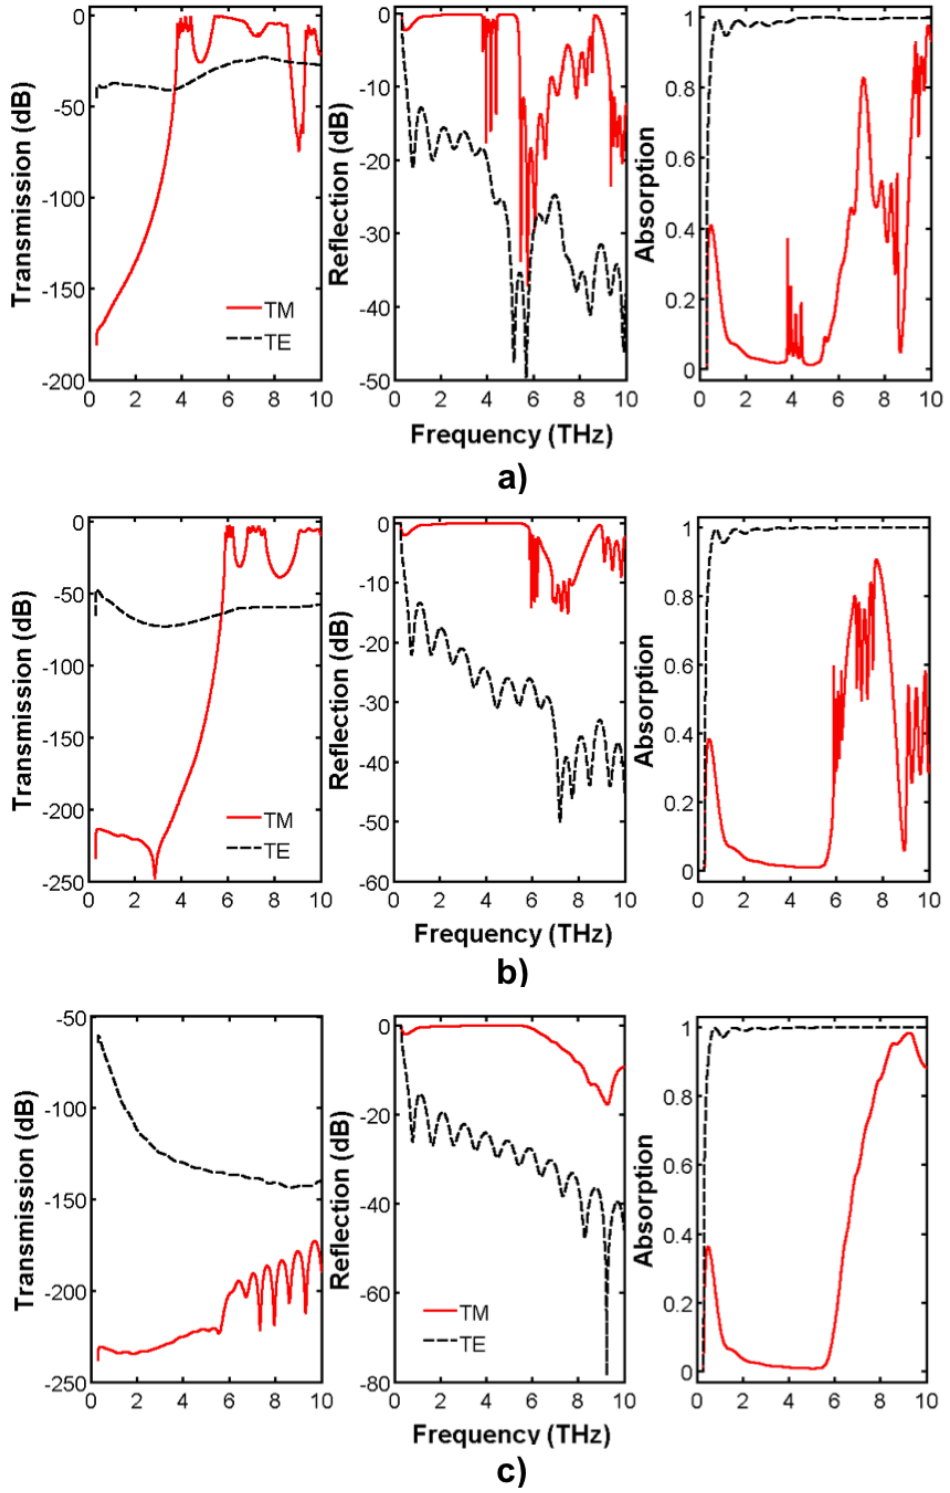 Transmission (dB)
0
-50
-100
-150
-200
0 2 4 6 8 10
TM
TE
Reflection (dB)
0
-10
-20
-30
-40
-50
0 2 4 6 8 10
Absorption
1
0.8
0.6
0.4
0.2
0
0 2 4 6 8 10
Frequency (THz)
a)
Transmission (dB)
0
-50
-100
-150
-200
-250
0 2 4 6 8 10
TM
TE
Reflection (dB)
0
-10
-20
-30
-40
-50
-60
0 2 4 6 8 10
Absorption
1
0.8
0.6
0.4
0.2
0
0 2 4 6 8 10
Frequency (THz)
b)
Transmission (dB)
-50
-100
-150
-200
-250
0 2 4 6 8 10
Reflection (dB)
0
-20
-40
-60
-80
0 2 4 6 8 10
TM
TE
Absorption
1
0.8
0.6
0.4
0.2
0
0 2 4 6 8 10
Frequency (THz)
c)